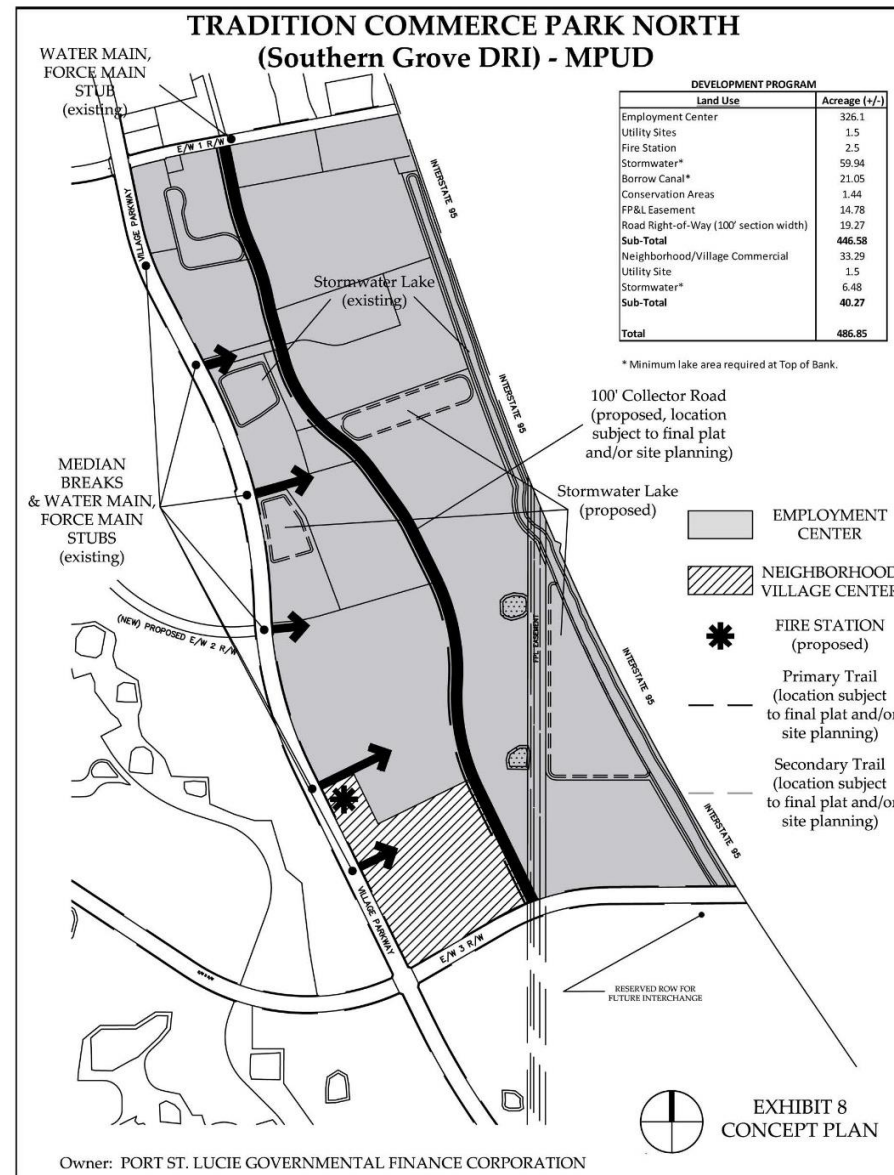 TRADITION COMMERCE PARK NORTH
(Southern Grove DRI) - MPUD
WATER MAIN,
FORCE MAIN
STUB
(existing)
DEVELOPMENT PROGRAM
Land Use Acreage (+/-)
Employment Center 326.1
Utility Sites 1.5
Fire Station 2.5
Stormwater* 59.94
Borrow Canal* 21.05
Conservation Areas 1.44
FP&L Easement 14.78
Road Right-of-Way (100' section width) 19.27
Sub-Total 446.58
Neighborhood/Village Commercial 33.29
Utility Site 1.5
Stormwater* 6.48
Sub-Total 40.27
Total 486.85
* Minimum lake area required at Top of Bank.
E/W 1 R/W
INTERSTATE 95
VILLAGE PARKWAY
Stormwater Lake
(existing)
INTERSTATE 95
100' Collector Road
(proposed, location
subject to final plat
and/or site planning)
MEDIAN
BREAKS
& WATER MAIN,
FORCE MAIN
STUBS
(existing)
Stormwater Lake
(proposed)
EMPLOYMENT
CENTER
NEIGHBORHOOD
VILLAGE CENTER
(NEW) PROPOSED E/W 2 R/W
FPL EASEMENT
INTERSTATE 95
FIRE STATION
(proposed)
Primary Trail
(location subject
to final plat and/or
site planning)
Secondary Trail
(location subject
to final plat and/or
site planning)
INTERSTATE 95
VILLAGE PARKWAY
E/W 3 R/W
RESERVED ROW FOR
FUTURE INTERCHANGE
EXHIBIT 8
CONCEPT PLAN
Owner: PORT ST. LUCIE GOVERNMENTAL FINANCE CORPORATION